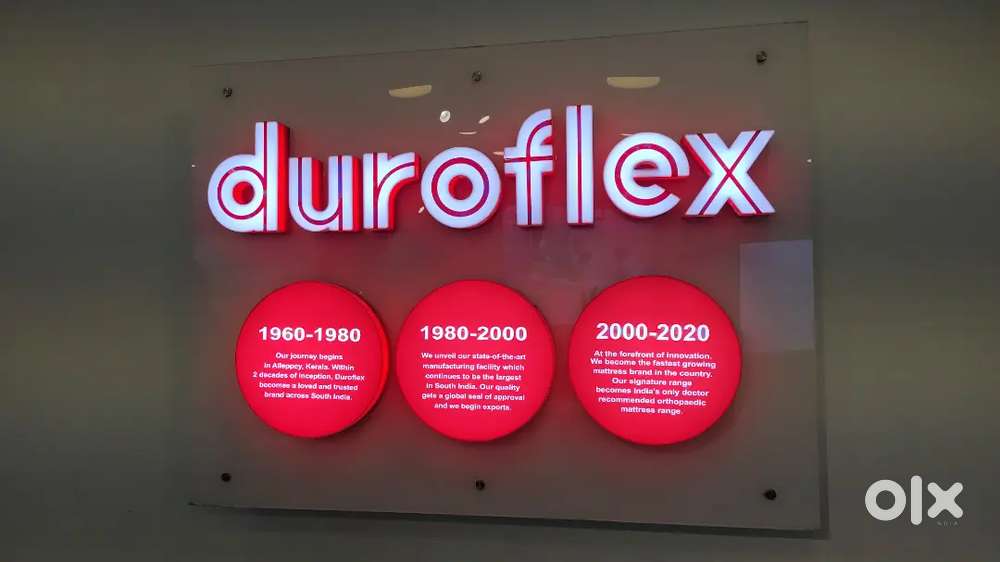 duroflex
1960-1980
Our journey begins
in Alleppey, Kerala. Within
2 decades of inception, Duroflex
becomes a loved and trusted
brand across South India.
1980-2000
We unveil our state-of-the-art
manufacturing facility which
continues to be the largest
in South India. Our quality
gets a global seal of approval
and we begin exports.
2000-2020
At the forefront of innovation.
We become the fastest growing
mattress brand in the country.
Our signature range
becomes India's only doctor
recommended orthopaedic
mattress range.
olx
INDIA